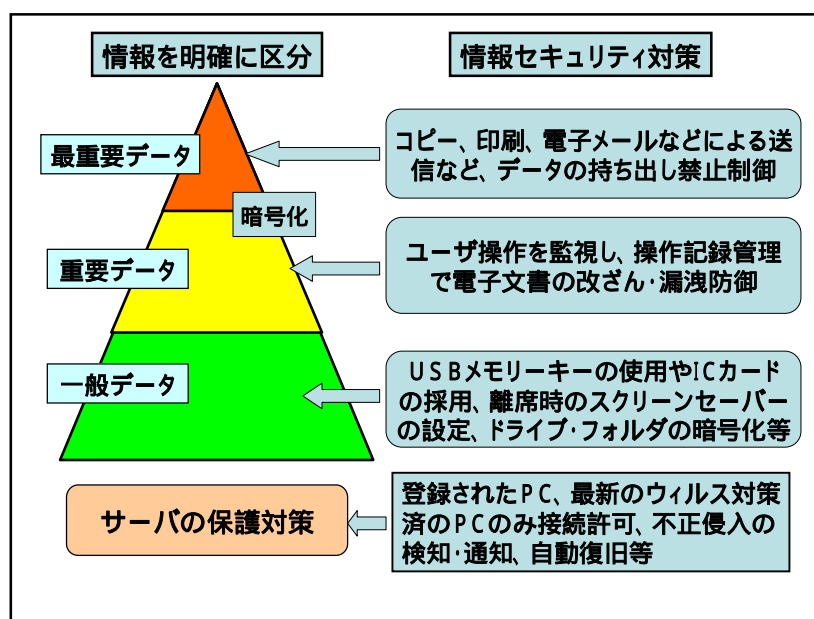 情報を明確に区分
情報セキュリティ対策
最重要データ
コピー、印刷、電子メールなどによる送
信など、データの持ち出し禁止制御
暗号化
重要データ
ユーザ操作を監視し、操作記録管理
で電子文書の改ざん・漏洩防御
一般データ
USBメモリーキーの使用やICカード
の採用、離席時のスクリーンセーバー
の設定、ドライブ・フォルダの暗号化等
サーバの保護対策
登録されたPC、最新のウィルス対策
済のPCのみ接続許可、不正侵入の
検知・通知、自動復旧等